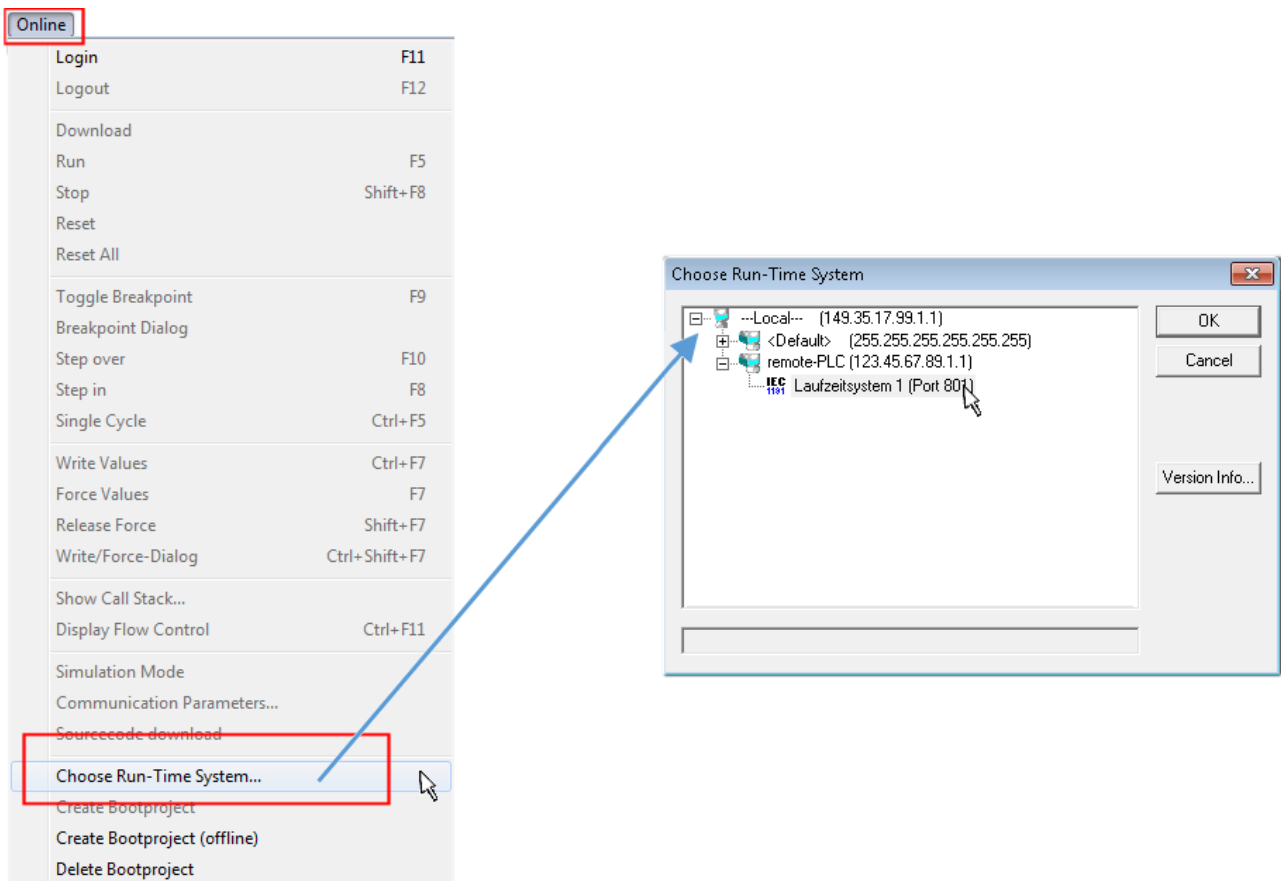 Online
Login F11
Logout F12
Download
Run F5
Stop Shift+F8
Reset
Reset All
Toggle Breakpoint F9
Breakpoint Dialog
Step over F10
Step in F8
Single Cycle Ctrl+F5
Write Values Ctrl+F7
Force Values F7
Release Force Shift+F7
Write/Force-Dialog Ctrl+Shift+F7
Show Call Stack...
Display Flow Control Ctrl+F11
Simulation Mode
Communication Parameters...
Sourcecode download
Choose Run-Time System...
Create Bootproject
Create Bootproject (offline)
Delete Bootproject
Choose Run-Time System
---Local--- (149.35.17.99.1.1)
<Default> (255.255.255.255.255.255)
remote-PLC (123.45.67.89.1.1)
IEC
1131
Laufzeitsystem 1 (Port 801)
OK
Cancel
Version Info...